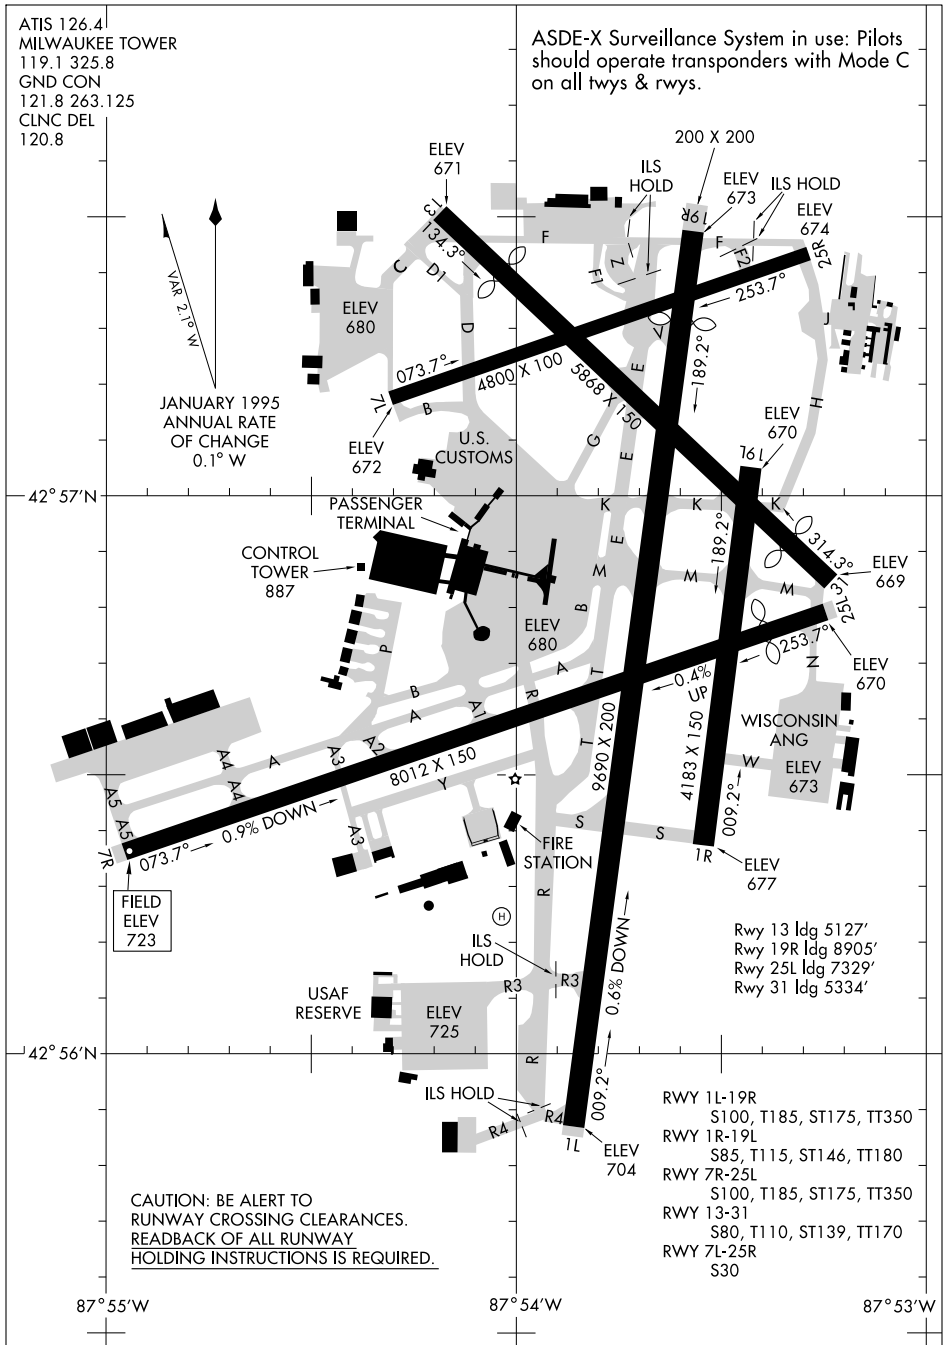 ATIS 126.4
MILWAUKEE TOWER
119.1 325.8
GND CON
121.8 263.125
CLNC DEL
120.8
ASDE-X Surveillance System in use: Pilots
should operate transponders with Mode C
on all twys & rwys.
200 X 200
ELEV
671
ILS
HOLD
ELEV
673
ILS HOLD
ELEV
674
13
19R
25R
134.3°
F
F
F2
Z
F1
C
D1
VAR 2.1° W
ELEV
680
D
253.7°
J
V
E
189.2°
073.7°
4800 X 100
5868 X 150
7L
B
H
JANUARY 1995
ANNUAL RATE
OF CHANGE
0.1° W
ELEV
672
U.S.
CUSTOMS
G
E
ELEV
670
19L
42°57'N
PASSENGER
TERMINAL
K
K
K
E
189.2°
314.3°
CONTROL
TOWER
887
M
M
M
ELEV
669
31
25L
B
ELEV
680
P
253.7°
N
ELEV
670
A
T
R
B
A
A1
0.4%
UP
WISCONSIN
ANG
ELEV
673
A
A2
A3
A4
A4
T
9690 X 200
4183 X 150
W
8012 X 150
Y
A5
A5
0.9% DOWN
073.7°
7R
A3
S
S
009.2°
1R
ELEV
677
FIRE
STATION
FIELD
ELEV
723
R
H
Rwy 13 ldg 5127'
Rwy 19R ldg 8905'
Rwy 25L ldg 7329'
Rwy 31 ldg 5334'
ILS
HOLD
R3
R3
0.6% DOWN
USAF
RESERVE
ELEV
725
42°56'N
R
009.2°
ILS HOLD
R4
R4
1L
ELEV
704
RWY 1L-19R
S100, T185, ST175, TT350
RWY 1R-19L
S85, T115, ST146, TT180
RWY 7R-25L
S100, T185, ST175, TT350
RWY 13-31
S80, T110, ST139, TT170
RWY 7L-25R
S30
CAUTION: BE ALERT TO
RUNWAY CROSSING CLEARANCES.
READBACK OF ALL RUNWAY
HOLDING INSTRUCTIONS IS REQUIRED.
87°55'W
87°54'W
87°53'W